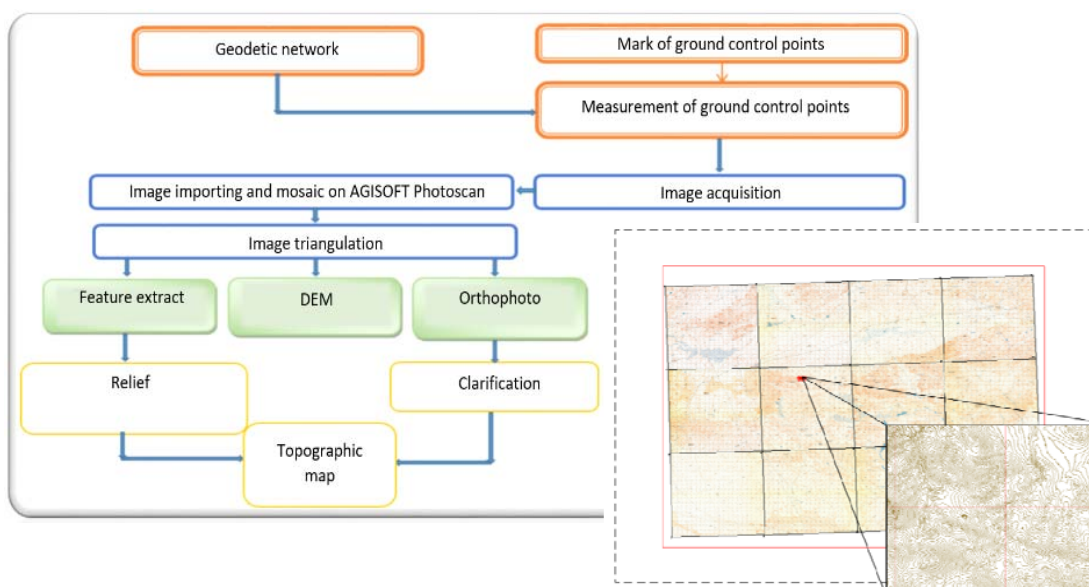 Geodetic network
Mark of ground control points
Measurement of ground control points
Image importing and mosaic on AGISOFT Photoscan
Image acquisition
Image triangulation
Feature extract
DEM
Orthophoto
Relief
Clarification
Topographic
map